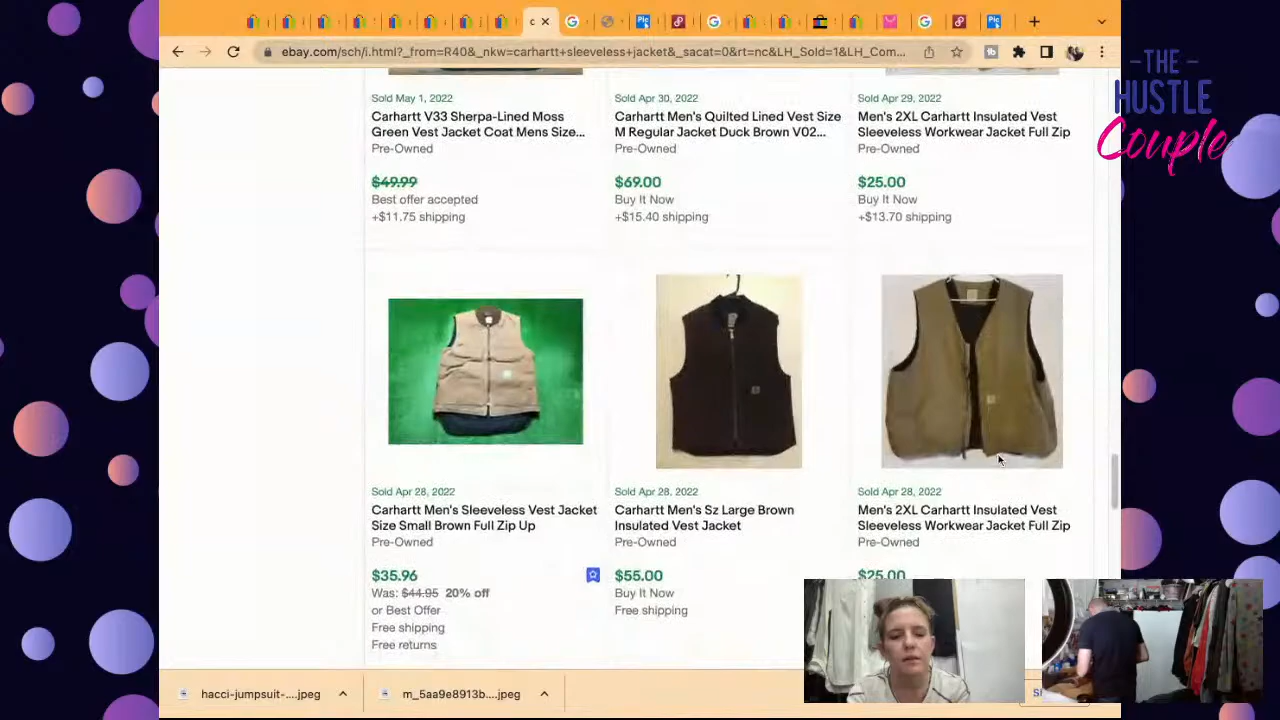 ebay.com/sch/i.html?_from=R40&_nkw=carhartt+sleeveless+jacket&_sacat=0&rt=nc&LH_Sold=1&LH_Com...
-THE-
HUSTLE
Couple
Sold May 1, 2022
Carhartt V33 Sherpa-Lined Moss
Green Vest Jacket Coat Mens Size...
Pre-Owned
$49.99
Best offer accepted
+$11.75 shipping
Sold Apr 30, 2022
Carhartt Men's Quilted Lined Vest Size
M Regular Jacket Duck Brown V02...
Pre-Owned
$69.00
Buy It Now
+$15.40 shipping
Sold Apr 29, 2022
Men's 2XL Carhartt Insulated Vest
Sleeveless Workwear Jacket Full Zip
Pre-Owned
$25.00
Buy It Now
+$13.70 shipping
Sold Apr 28, 2022
Carhartt Men's Sleeveless Vest Jacket
Size Small Brown Full Zip Up
Pre-Owned
$35.96
Was: $44.95 20% off
or Best Offer
Free shipping
Free returns
Sold Apr 28, 2022
Carhartt Men's Sz Large Brown
Insulated Vest Jacket
Pre-Owned
$55.00
Buy It Now
Free shipping
Sold Apr 28, 2022
Men's 2XL Carhartt Insulated Vest
Sleeveless Workwear Jacket Full Zip
Pre-Owned
$25.00
hacci-jumpsuit-....jpeg
m_5aa9e8913b....jpeg